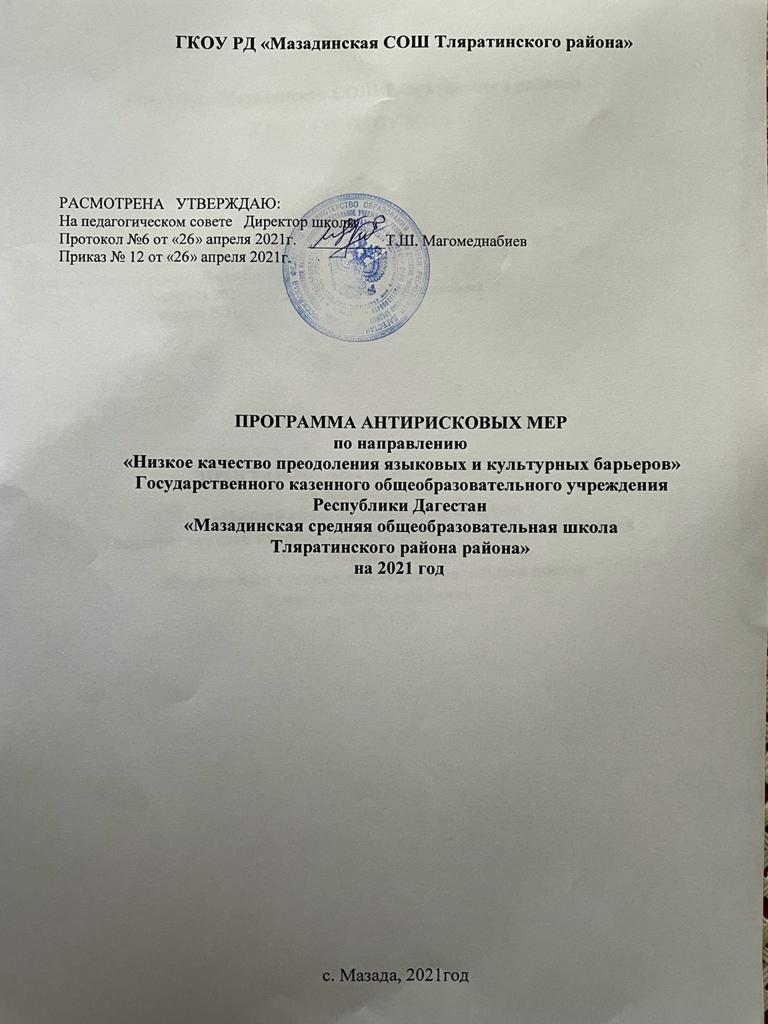 ГКОУ РД «Мазадинская СОШ Тляратинского района»
РАСМОТРЕНА УТВЕРЖДАЮ:
На педагогическом совете Директор школы
Протокол №6 от «26» апреля 2021г. Т.Ш. Магомеднабиев
Приказ № 12 от «26» апреля 2021г.
ПРОГРАММА АНТИРИСКОВЫХ МЕР
по направлению
«Низкое качество преодоления языковых и культурных барьеров»
Государственного казенного общеобразовательного учреждения
Республики Дагестан
«Мазадинская средняя общеобразовательная школа
Тляратинского района района»
на 2021 год
с. Мазада, 2021год